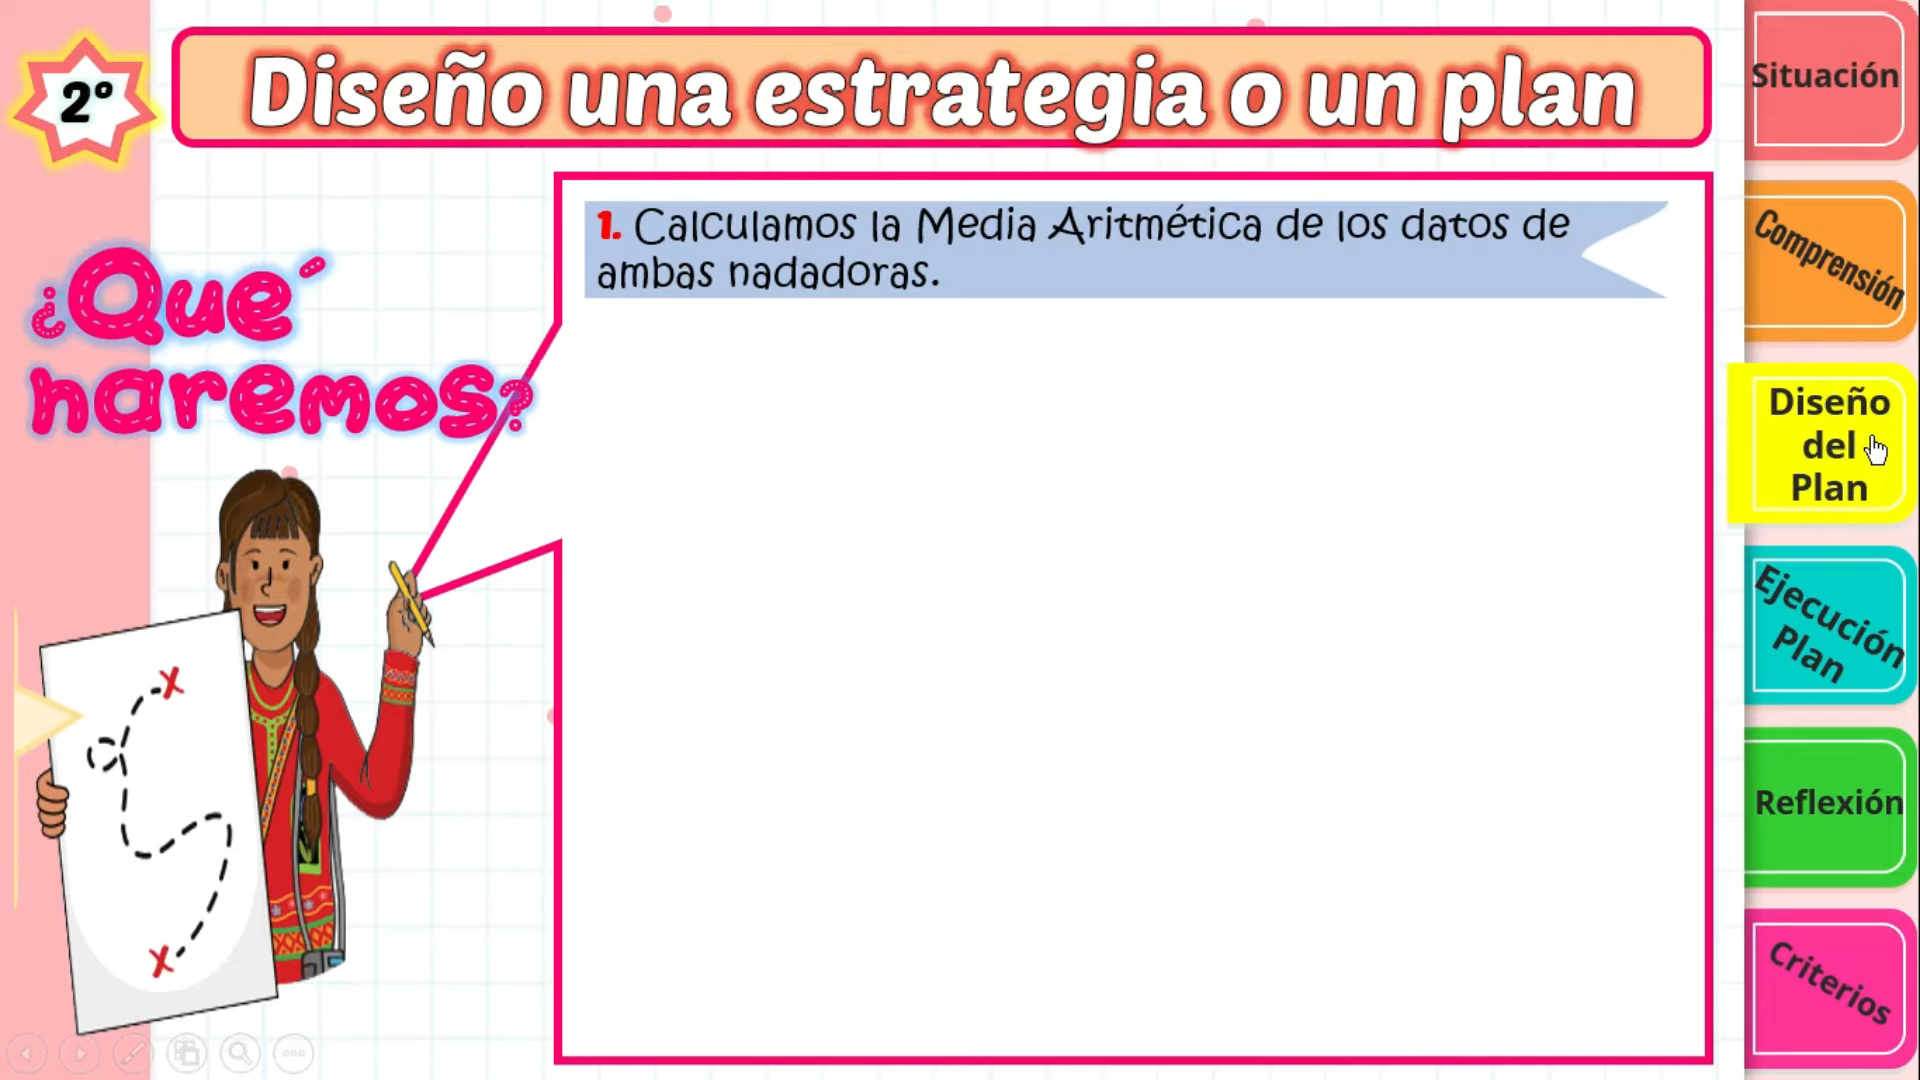 2°
Diseño una estrategia o un plan
¿Qué
haremos?
1. Calculamos la Media Aritmética de los datos de
ambas nadadoras.
X
X
Situación
Comprensión
Diseño
del
Plan
Ejecución
Plan
Reflexión
Criterios